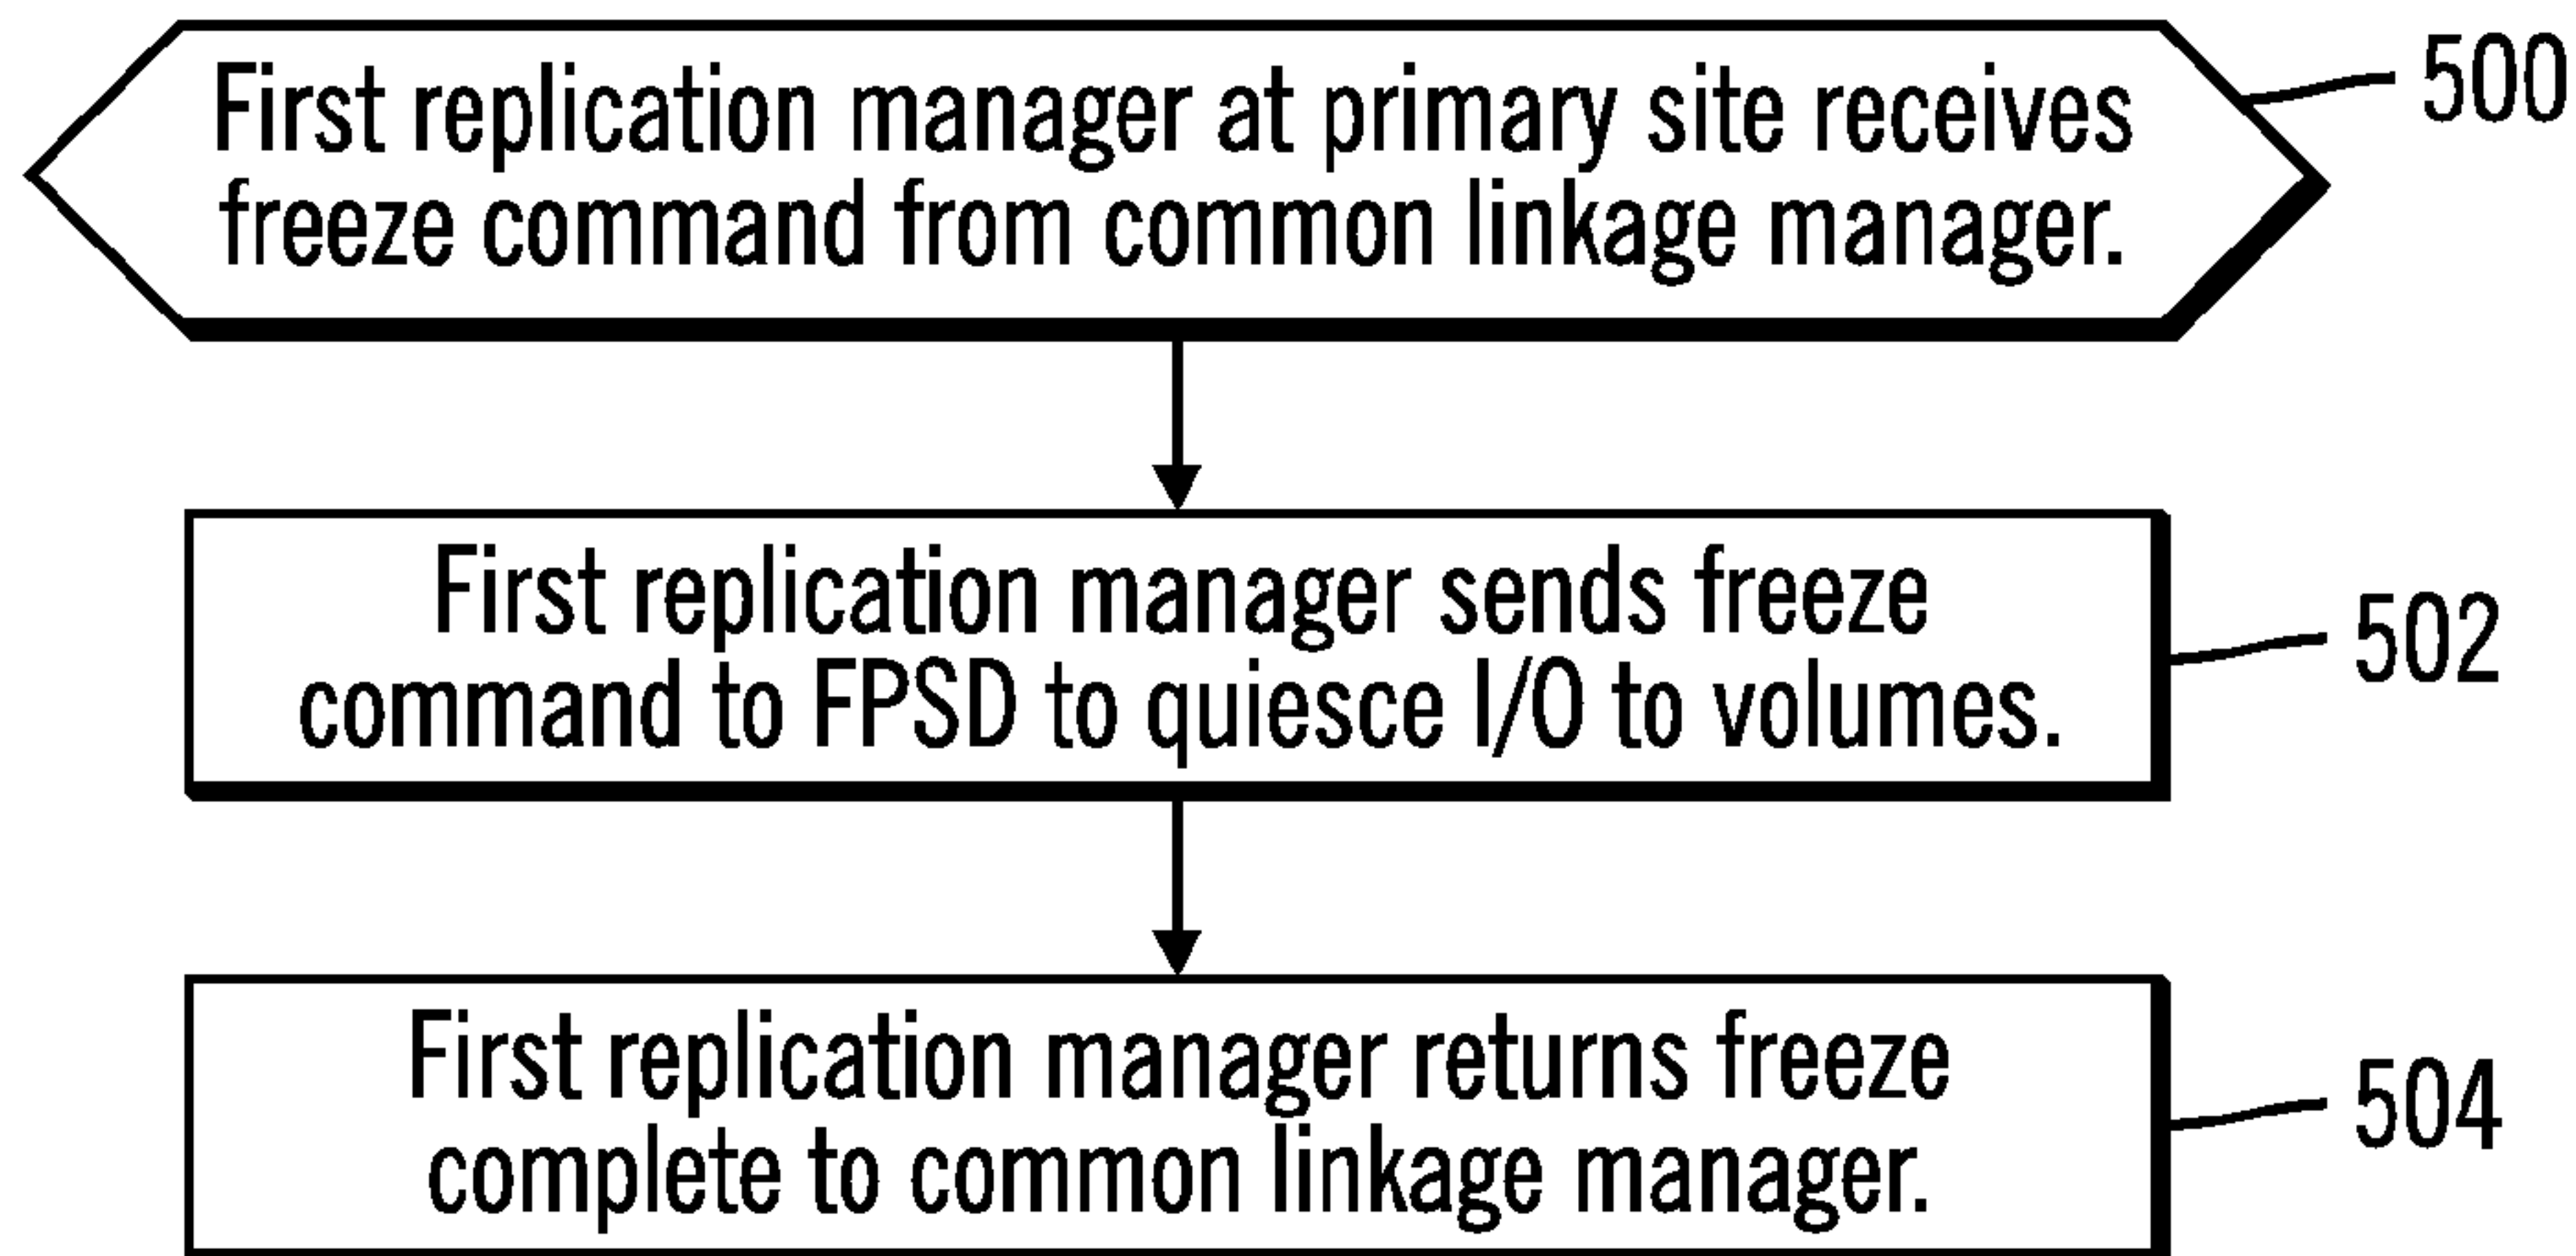 First replication manager at primary site receives
freeze command from common linkage manager.
500
First replication manager sends freeze
command to FPSD to quiesce I/O to volumes.
502
First replication manager returns freeze
complete to common linkage manager.
504